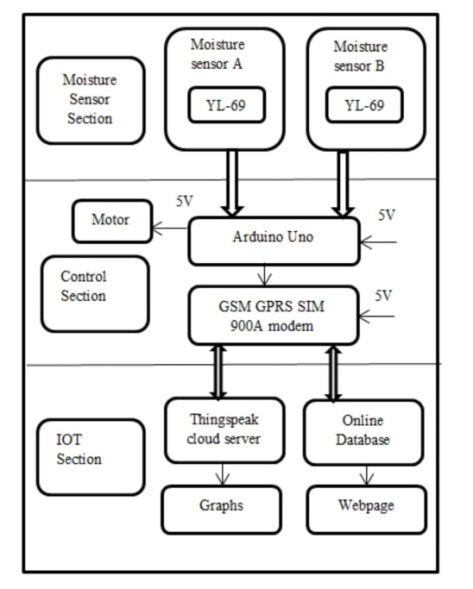 Moisture
Sensor
Section
Moisture
sensor A
YL-69
Moisture
sensor B
YL-69
5V
Motor
Arduino Uno
5V
Control
Section
GSM GPRS SIM
900A modem
5V
IOT
Section
Thingspeak
cloud server
Online
Database
Graphs
Webpage